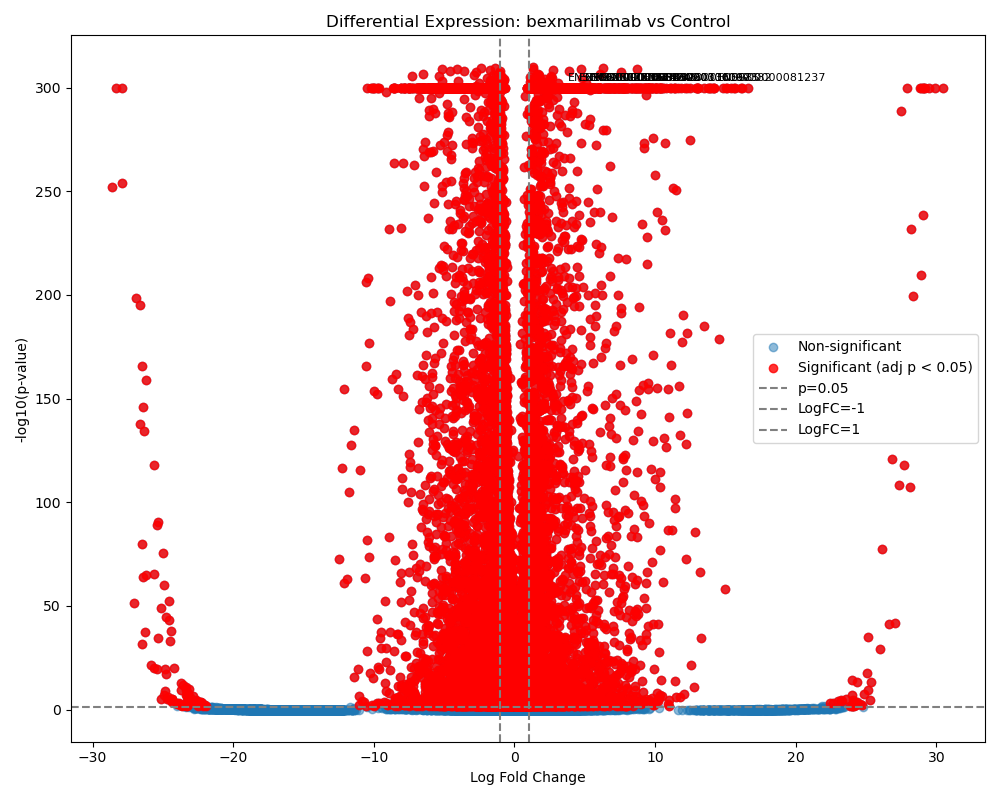 Differential Expression: bexmarilimab vs Control
300
250
200
150
100
50
0
-log10(p-value)
Non-significant
Significant (adj p < 0.05)
p=0.05
LogFC=-1
LogFC=1
−30
−20
−10
0
10
20
30
Log Fold Change